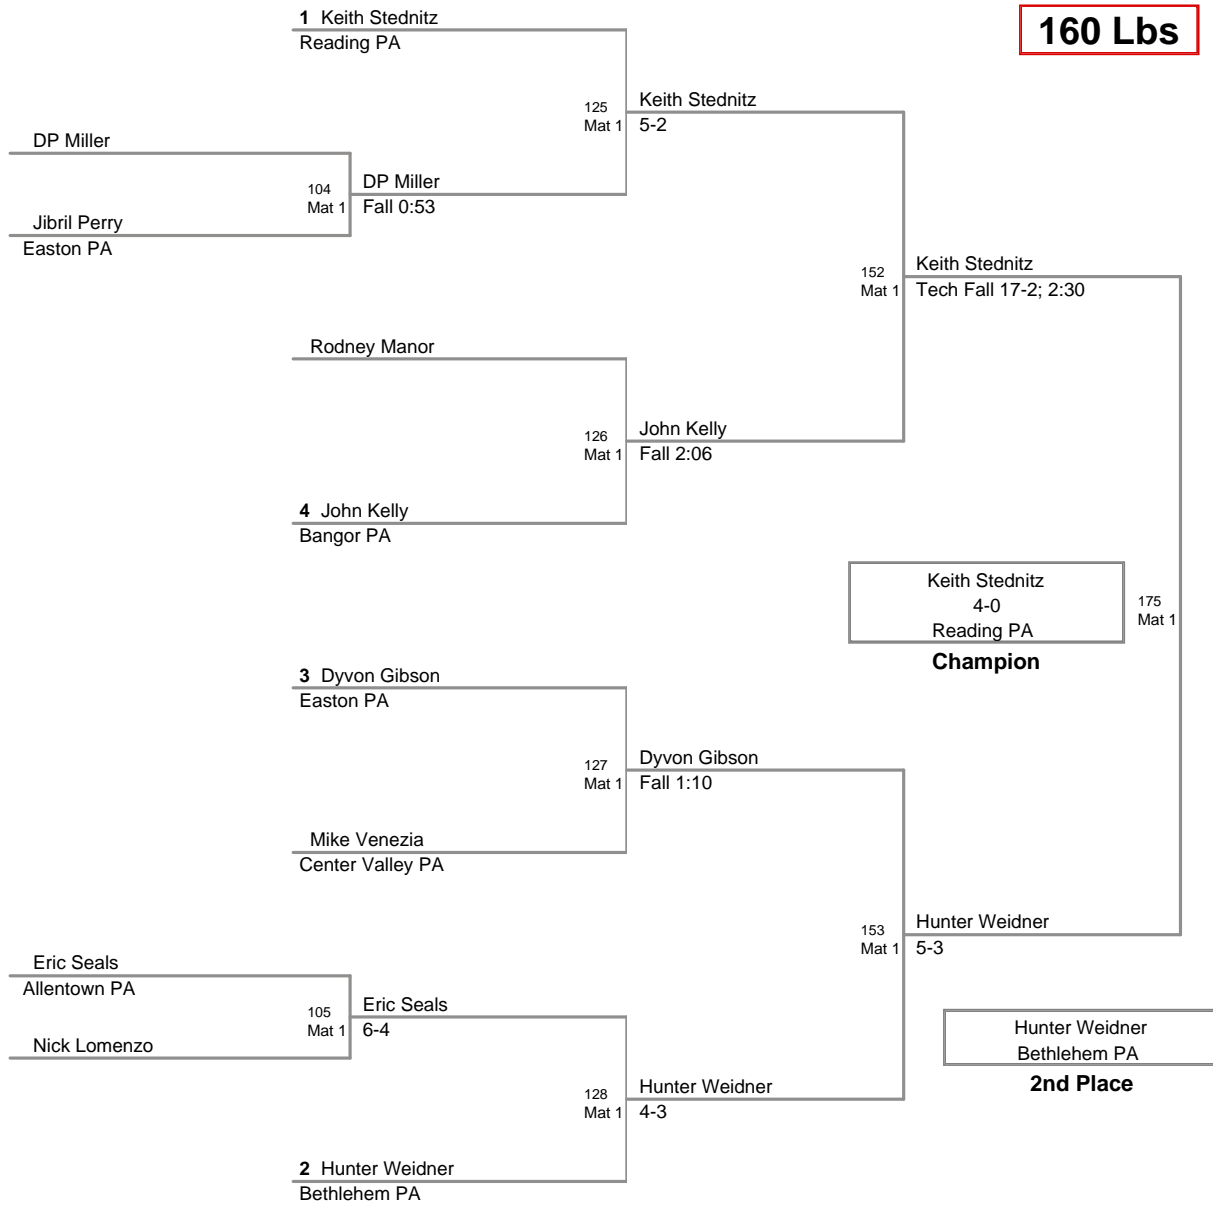 1 Keith Stednitz
Reading PA
160 Lbs
125
Mat 1
Keith Stednitz
5-2
DP Miller
104
Mat 1
DP Miller
Fall 0:53
Jibril Perry
Easton PA
152
Mat 1
Keith Stednitz
Tech Fall 17-2; 2:30
Rodney Manor
126
Mat 1
John Kelly
Fall 2:06
4 John Kelly
Bangor PA
Keith Stednitz
4-0
Reading PA
Champion
175
Mat 1
3 Dyvon Gibson
Easton PA
127
Mat 1
Dyvon Gibson
Fall 1:10
Mike Venezia
Center Valley PA
153
Mat 1
Hunter Weidner
5-3
Eric Seals
Allentown PA
105
Mat 1
Eric Seals
6-4
Nick Lomenzo
Hunter Weidner
Bethlehem PA
2nd Place
128
Mat 1
Hunter Weidner
4-3
2 Hunter Weidner
Bethlehem PA